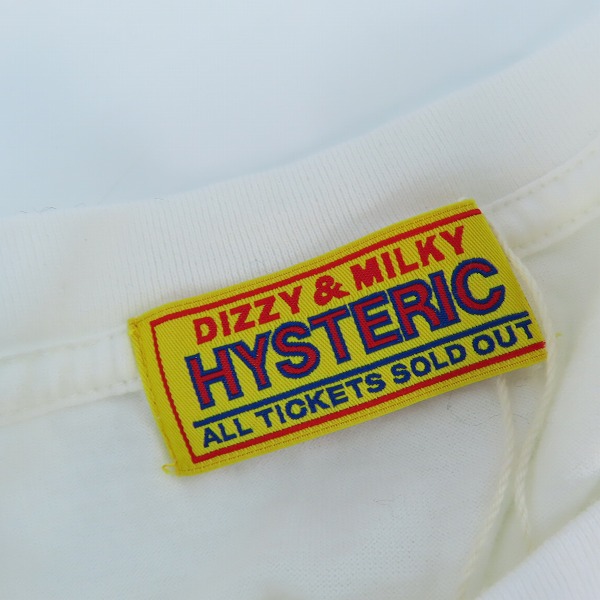 DIZZY & MILKY
HYSTERIC
ALL TICKETS SOLD OUT